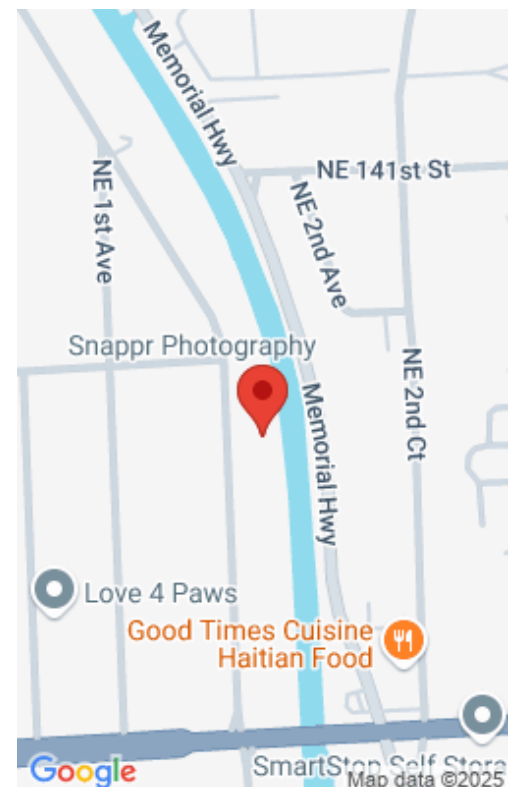 Memorial Hwy
NE 141st St
NE 1st Ave
NE 2nd Ave
Snappr Photography
NE 2nd Ct
Memorial Hwy
Love 4 Paws
Good Times Cuisine
Haitian Food
SmartStop Self Stora
Google
Map data ©2025